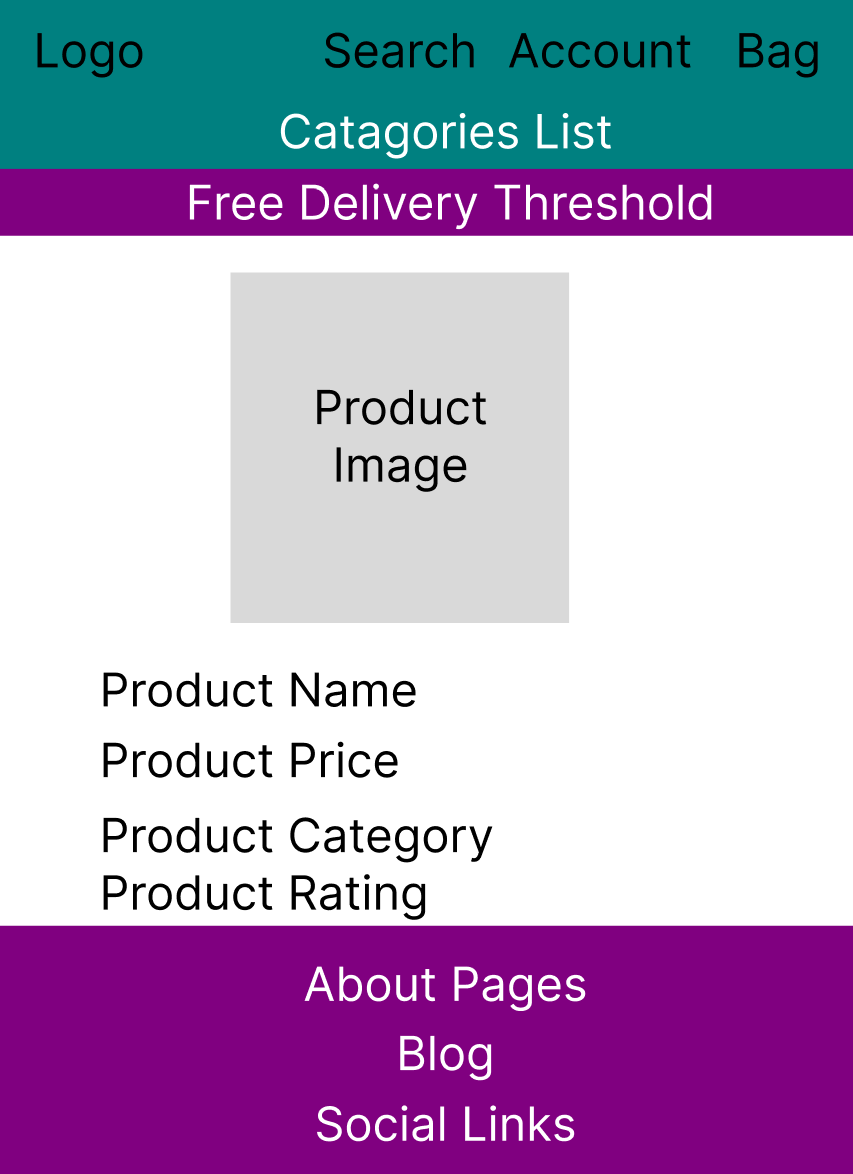 Logo Search Account Bag
Catagories List
Free Delivery Threshold
Product
Image
Product Name
Product Price
Product Category
Product Rating
About Pages
Blog
Social Links